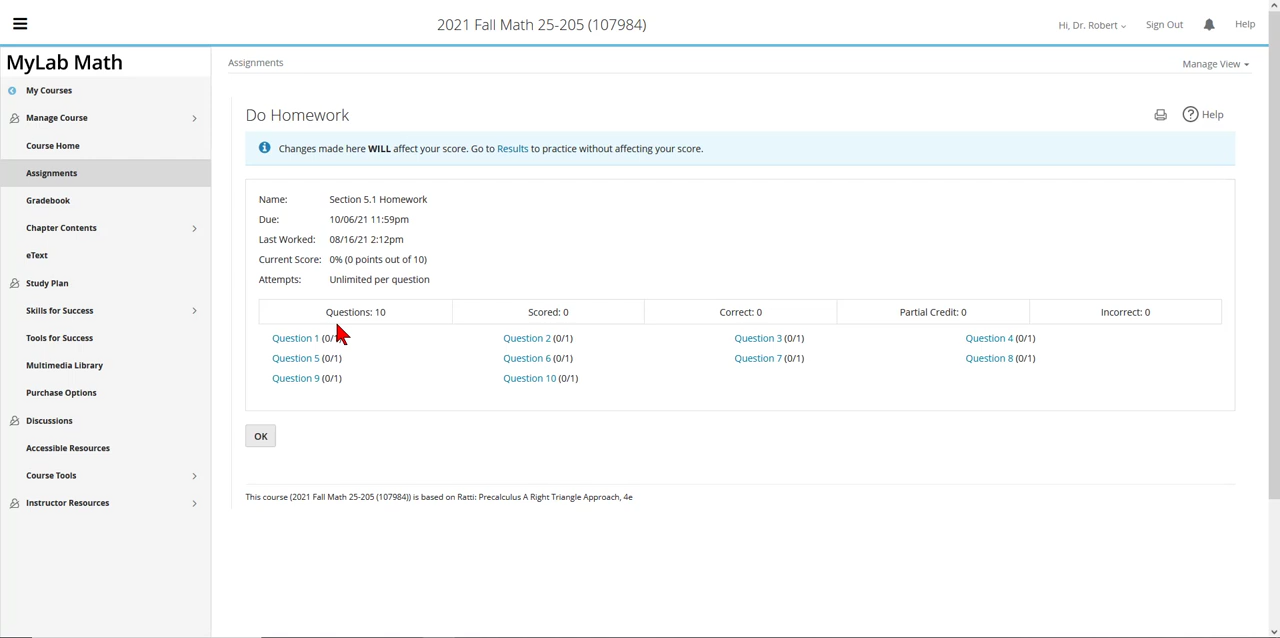 2021 Fall Math 25-205 (107984)
Hi, Dr. Robert
Sign Out
Help
MyLab Math
My Courses
Manage Course
Course Home
Assignments
Gradebook
Chapter Contents
eText
Study Plan
Skills for Success
Tools for Success
Multimedia Library
Purchase Options
Discussions
Accessible Resources
Course Tools
Instructor Resources
Assignments
Manage View
Do Homework
Help
Changes made here WILL affect your score. Go to Results to practice without affecting your score.
Name: Section 5.1 Homework
Due: 10/06/21 11:59pm
Last Worked: 08/16/21 2:12pm
Current Score: 0% (0 points out of 10)
Attempts: Unlimited per question
Questions: 10 Scored: 0 Correct: 0 Partial Credit: 0 Incorrect: 0
Question 1 (0/1) Question 2 (0/1) Question 3 (0/1) Question 4 (0/1)
Question 5 (0/1) Question 6 (0/1) Question 7 (0/1) Question 8 (0/1)
Question 9 (0/1) Question 10 (0/1)
OK
This course (2021 Fall Math 25-205 (107984)) is based on Ratti: Precalculus A Right Triangle Approach, 4e